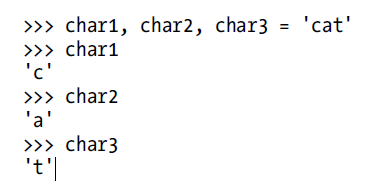 >>> char1, char2, char3 = 'cat'
>>> char1
'c'
>>> char2
'a'
>>> char3
't'